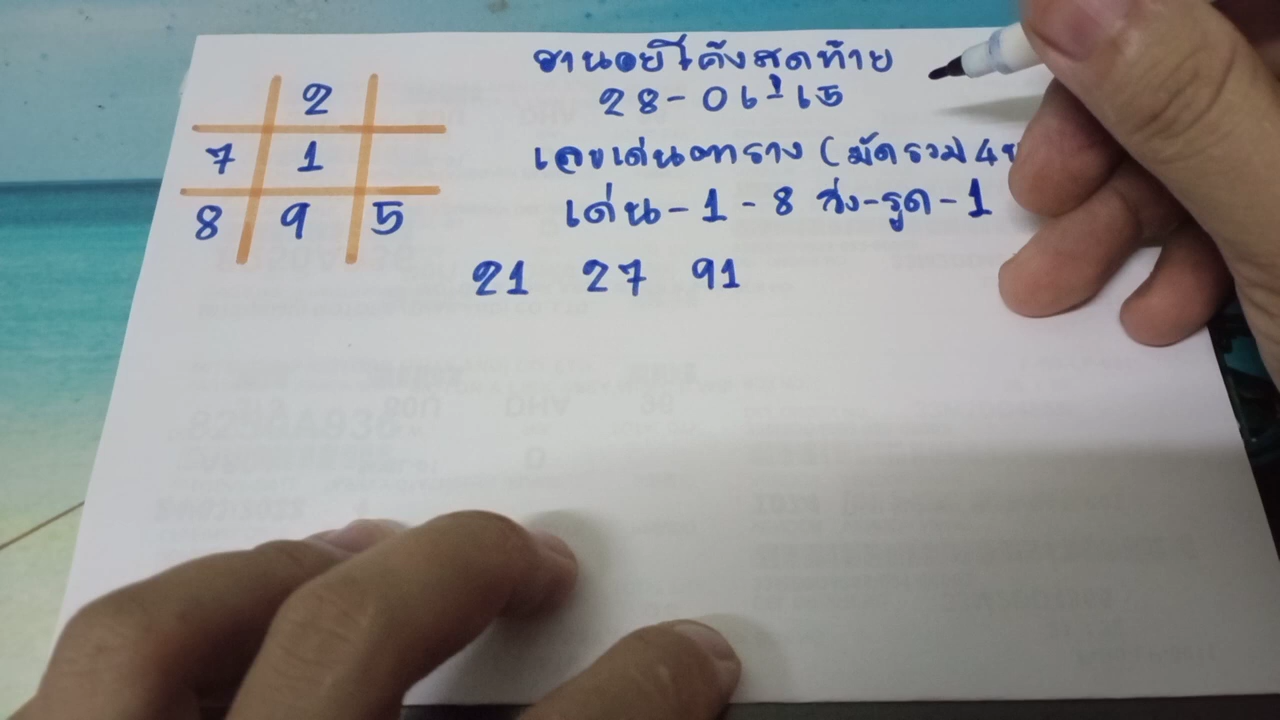 ฮานอยโค้งสุดท้าย
28-06-65
เลขเด่นตาราง (มัดรวม 4
เด่น-1-8 วิ่ง-รูด-1
2
7 1
8 9 5
21 27 91